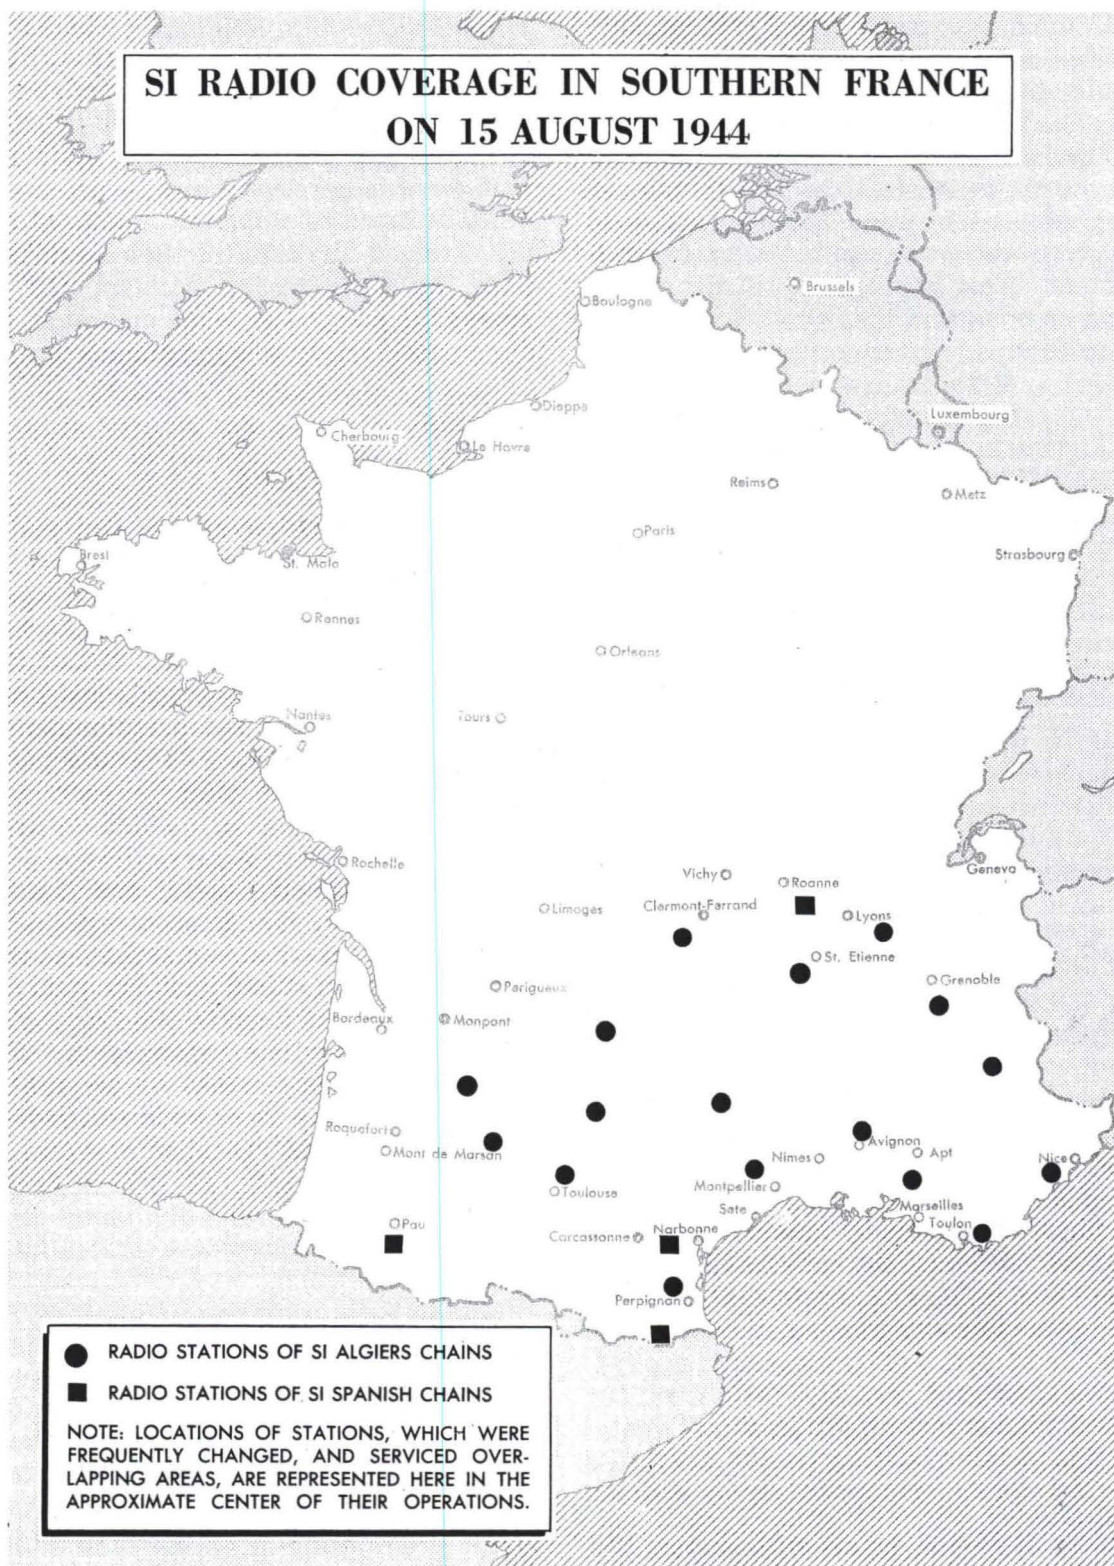 SI RADIO COVERAGE IN SOUTHERN FRANCE
ON 15 AUGUST 1944
Brussels
Boulogne
Dieppe
Luxembourg
Cherbourg
Le Havre
Reims
Metz
Paris
Strasbourg
Brest
St. Malo
Rennes
Orleans
Nantes
Tours
Rochelle
Geneva
Vichy
Roanne
Limoges
Clermont-Ferrand
Lyons
St. Etienne
Perigueux
Grenoble
Bordeaux
Monpont
Roquefort
Mont de Marsan
Avignon
Apt
Nimes
Nice
Toulouse
Montpellier
Marseilles
Sete
Toulon
Pau
Carcassonne
Narbonne
Perpignan
RADIO STATIONS OF SI ALGIERS CHAINS
RADIO STATIONS OF SI SPANISH CHAINS
NOTE: LOCATIONS OF STATIONS, WHICH WERE
FREQUENTLY CHANGED, AND SERVICED OVER-
LAPPING AREAS, ARE REPRESENTED HERE IN THE
APPROXIMATE CENTER OF THEIR OPERATIONS.